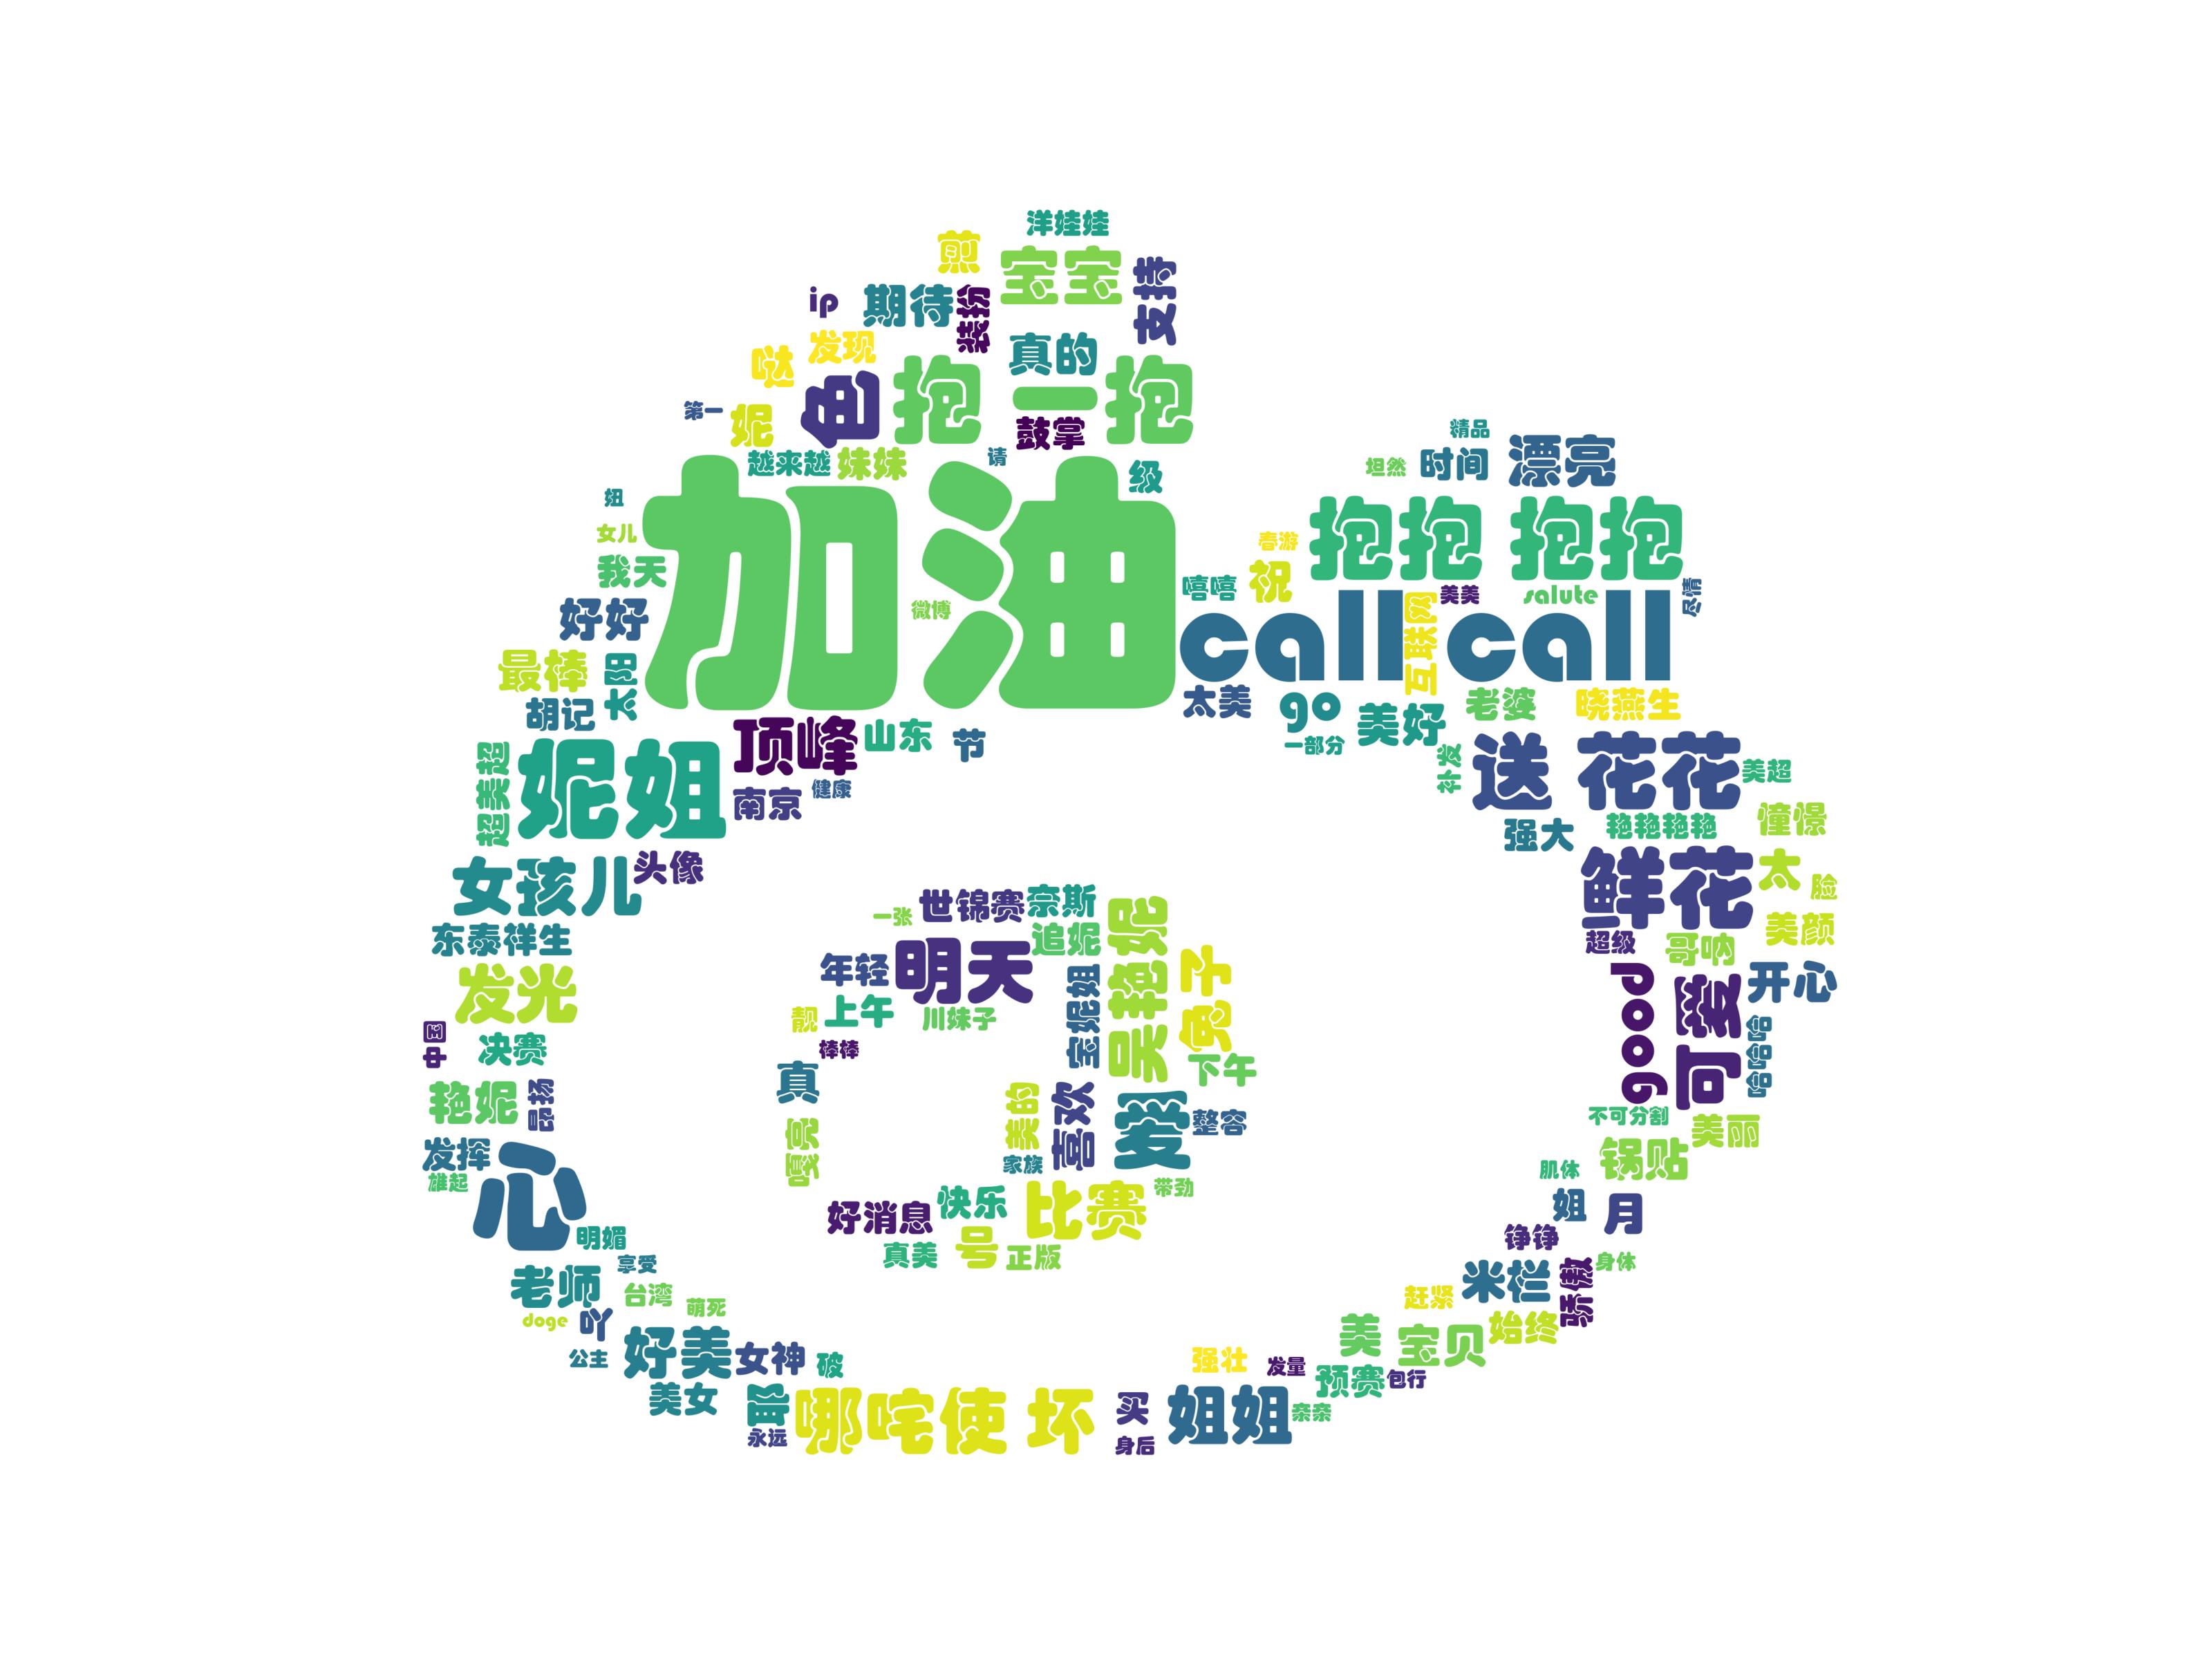 洋娃娃
煎
宝宝
支持
ip
期待
装扮
发现
真的
哒
色
抱 一 抱
第一
妮
鼓掌
越来越
妹妹
请
级
精品
坦然
时间
漂亮
加油
妞
女儿
我天
微博
抱抱 抱抱
春游
祝
嘻嘻
美美
salute
尽情
好好
call call
互联网
最棒
太四
胡记
太美
go
美好
老婆
晓燕生
一部分
顶峰
山东
节
妮姐
超美超
南京
健康
补发
送 花花
美超
强大
艳艳艳艳
憧憬
女孩儿
头像
鲜花
太
脸
东泰祥生
一张
世锦赛
奈斯
追妮
吴艳妮
超级
哥呐
美颜
发光
年轻
明天
宝妮姐
兔子
good
可爱
开心
靓
上午
川妹子
哈哈哈
中国
决赛
棒棒
下午
真
艳妮
昂扬
美的
喜欢
爱
整容
不可分割
美丽
发挥
嘎亮
家族
锅贴
雄起
心
肌体
好消息
快乐
比赛
带劲
姐
月
明媚
真美
号
正版
铮铮
享受
身体
老师
台湾
赶紧
米栏
骄傲
萌死
doge
吖
美
宝贝
始终
公主
好美
女神
破
强壮
发量
预赛
包行
美女
哪咤使 坏
买
姐姐
亲亲
永远
身后